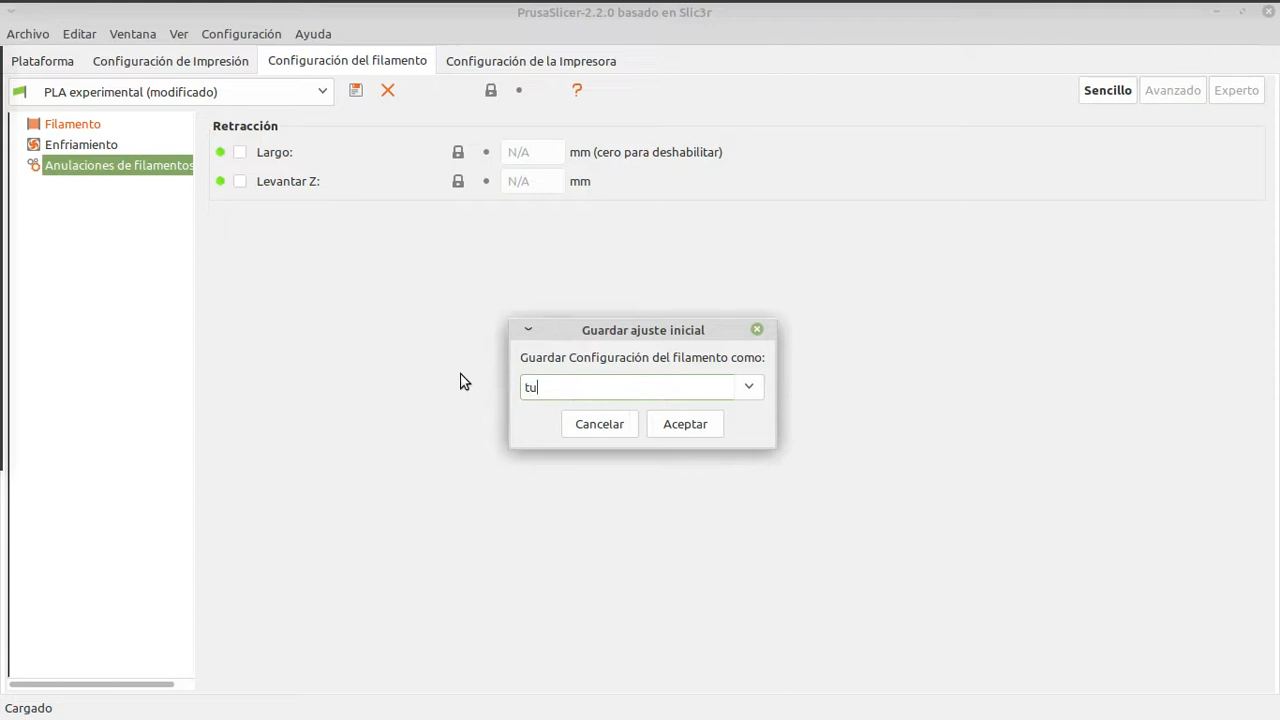 PrusaSlicer-2.2.0 basado en Slic3r
Archivo Editar Ventana Ver Configuración Ayuda
Plataforma Configuración de Impresión Configuración del filamento Configuración de la Impresora
PLA experimental (modificado) ? Sencillo Avanzado Experto
Filamento
Enfriamiento
Anulaciones de filamentos
Retracción
Largo: N/A mm (cero para deshabilitar)
Levantar Z: N/A mm
Guardar ajuste inicial
Guardar Configuración del filamento como:
tu
Cancelar Aceptar
Cargado